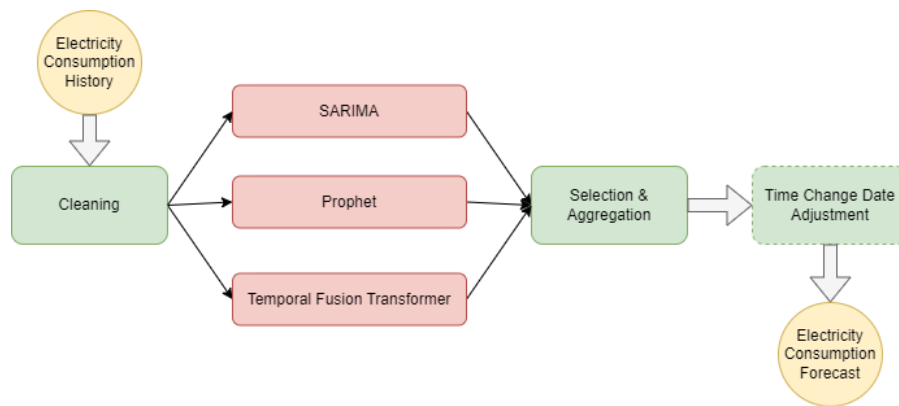 Electricity
Consumption
History
Cleaning
SARIMA
Prophet
Temporal Fusion Transformer
Selection &
Aggregation
Time Change Date
Adjustment
Electricity
Consumption
Forecast